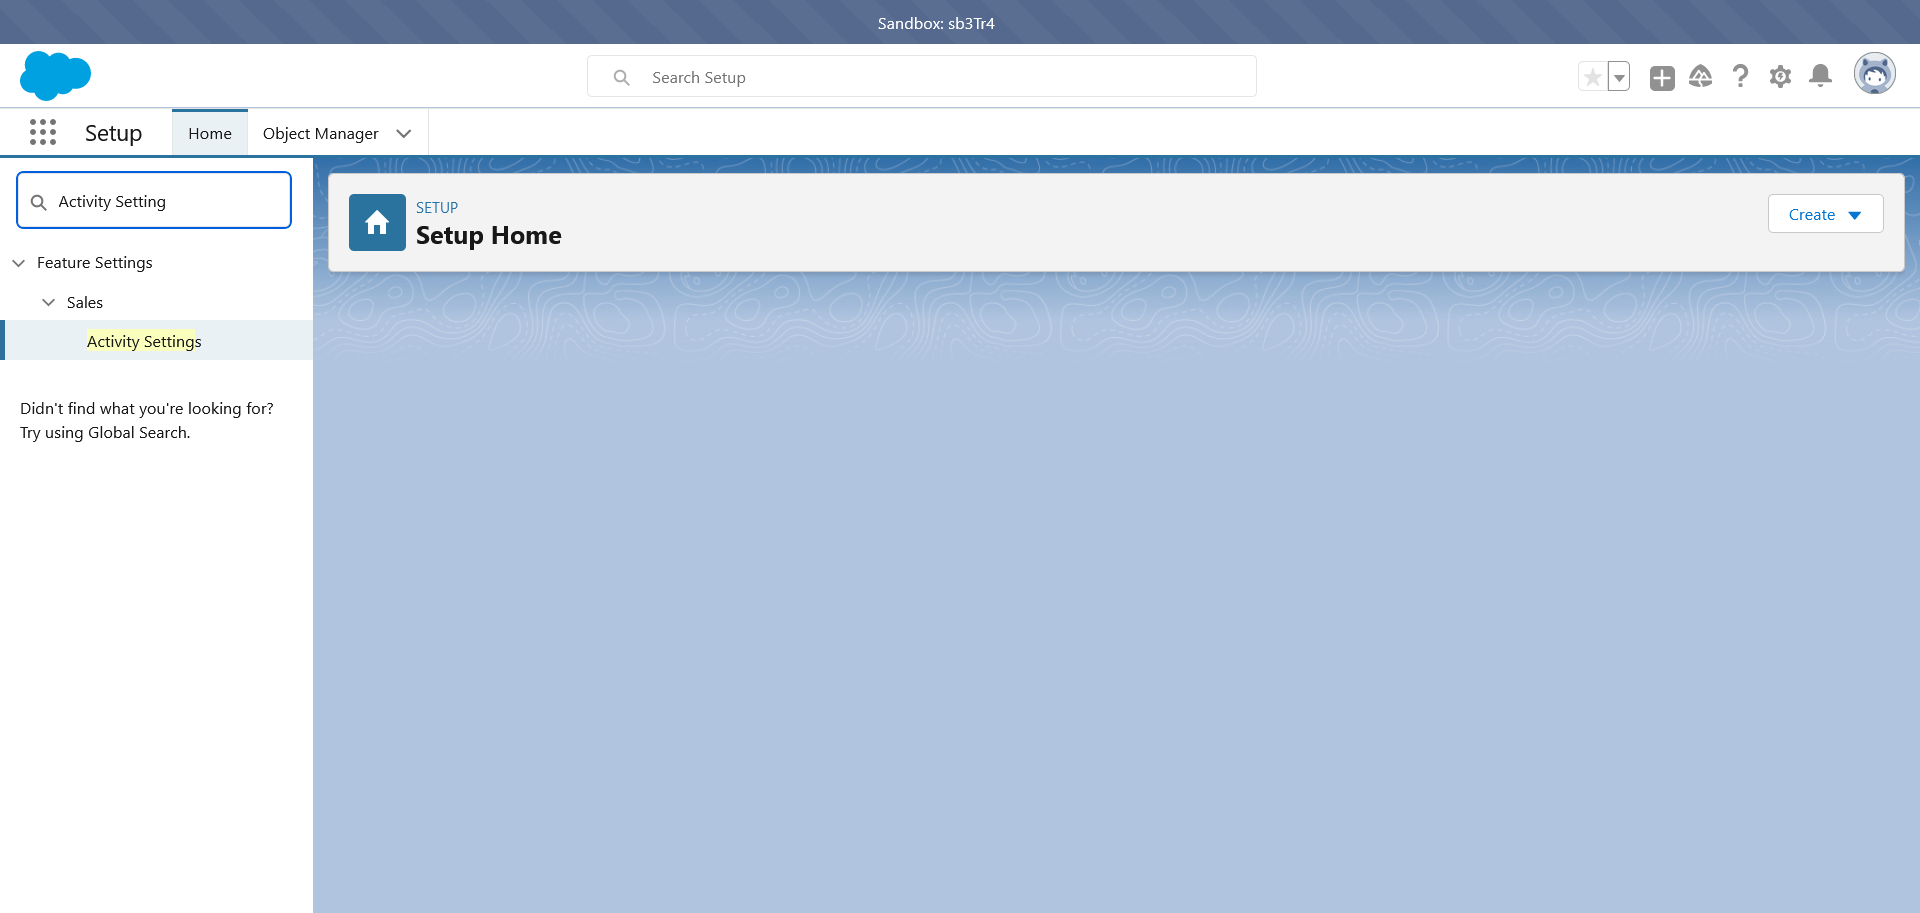 Sandbox: sb3Tr4
Search Setup
Setup
Home
Object Manager
Activity Setting
Feature Settings
Sales
Activity Settings
Didn't find what you're looking for?
Try using Global Search.
SETUP
Setup Home
Create